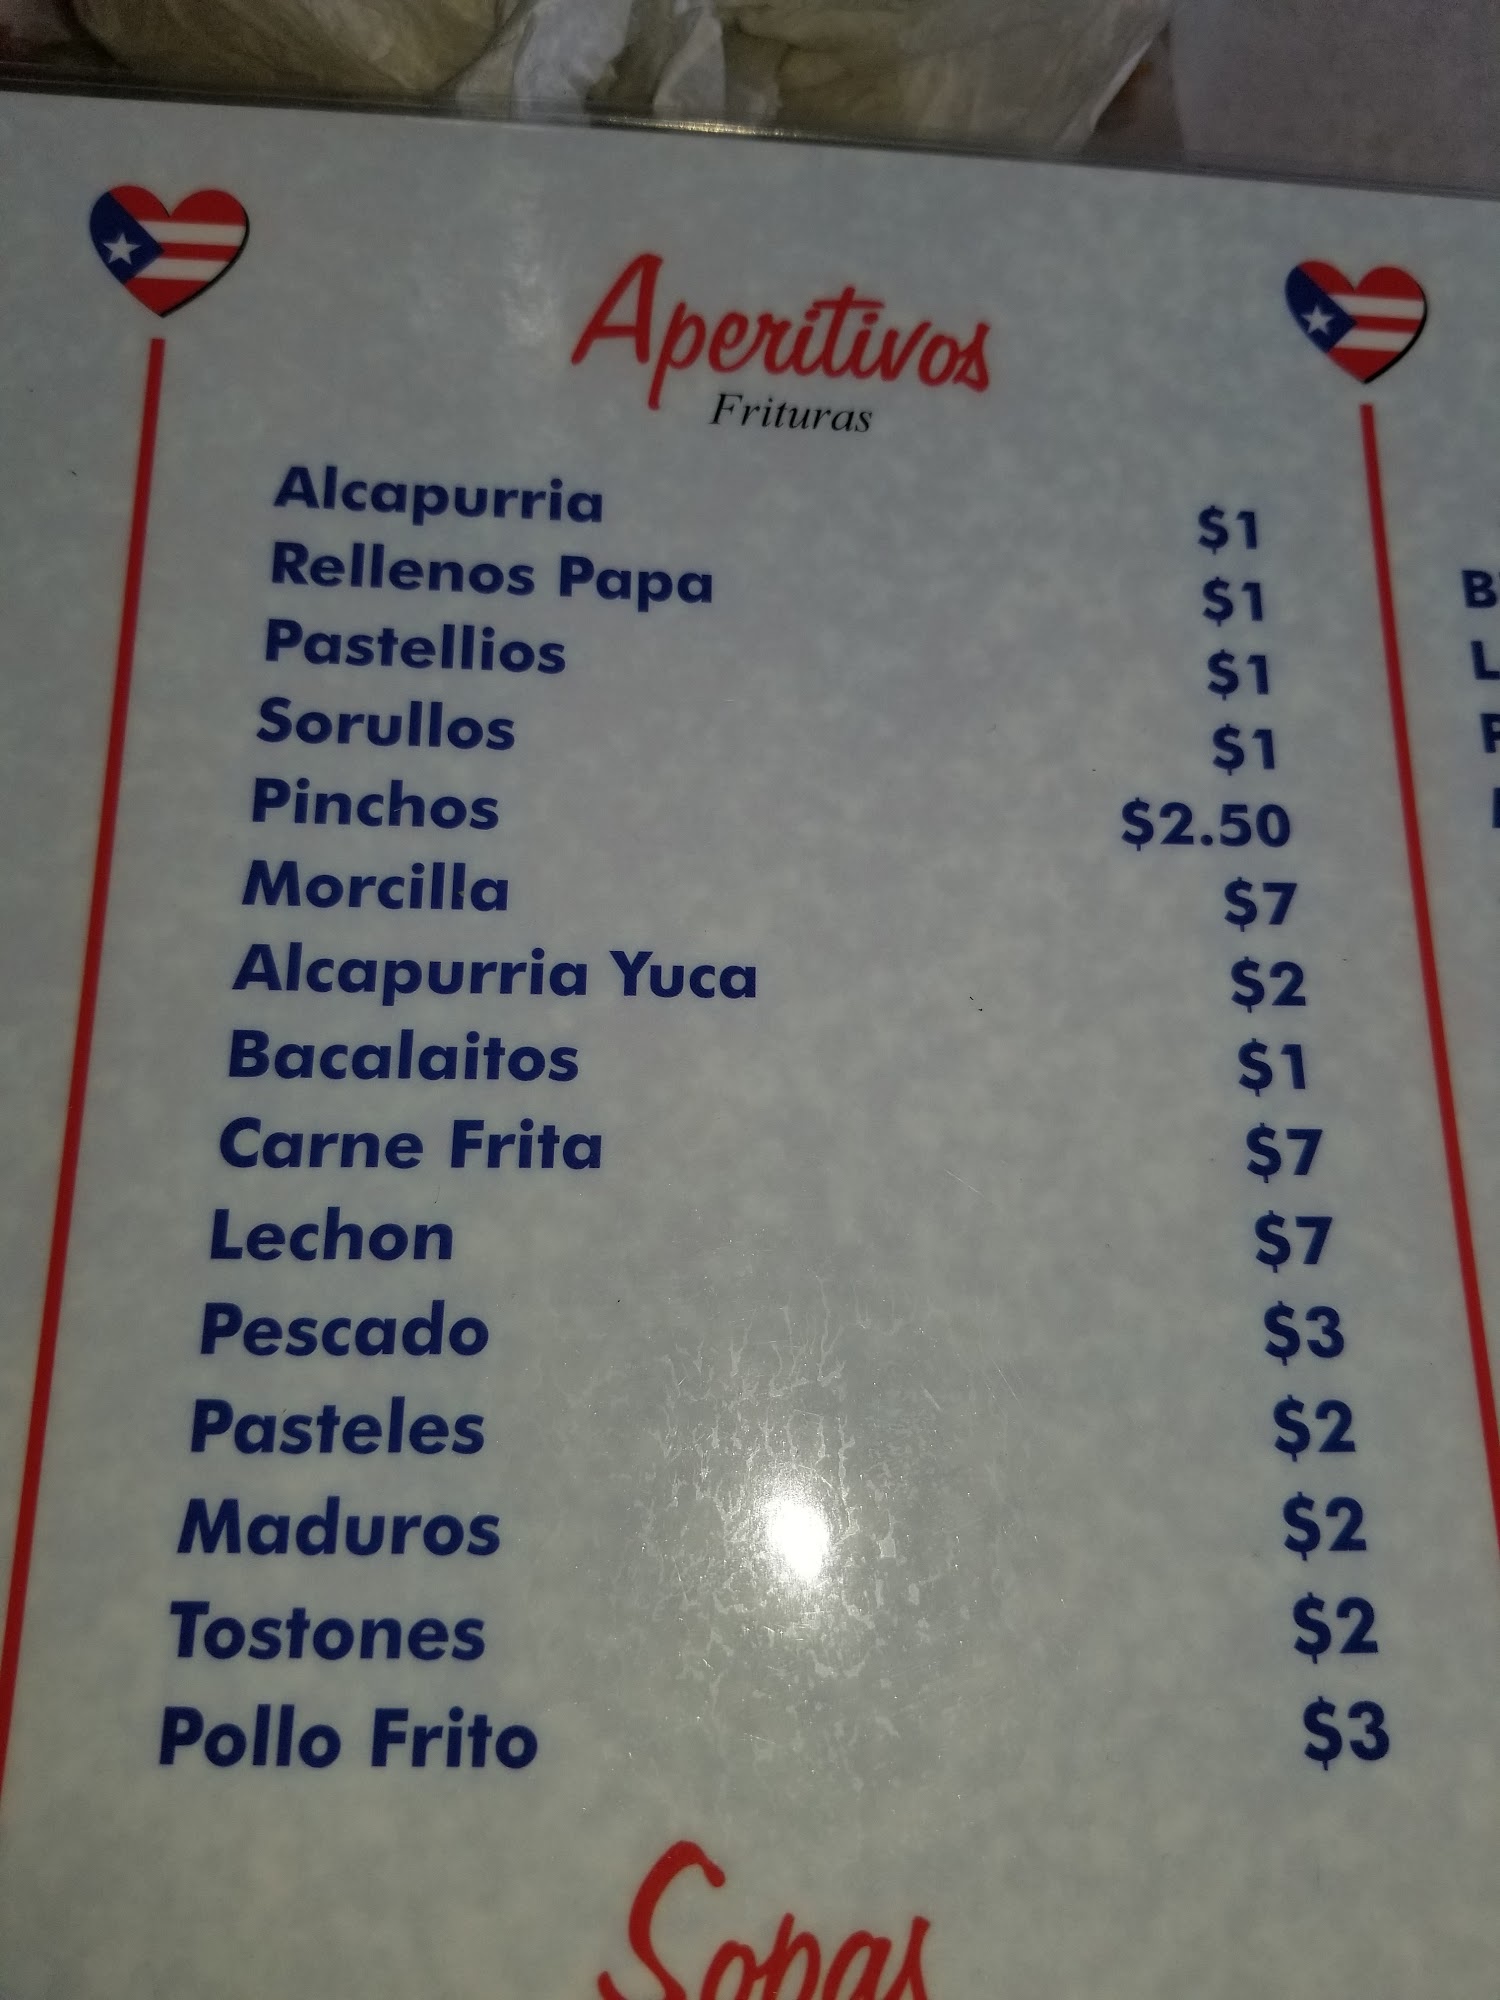 Aperitivos
Frituras
Alcapurria $1
Rellenos Papa $1
Pastellios $1
Sorullos $1
Pinchos $2.50
Morcilla $7
Alcapurria Yuca $2
Bacalaitos $1
Carne Frita $7
Lechon $7
Pescado $3
Pasteles $2
Maduros $2
Tostones $2
Pollo Frito $3
Sopas